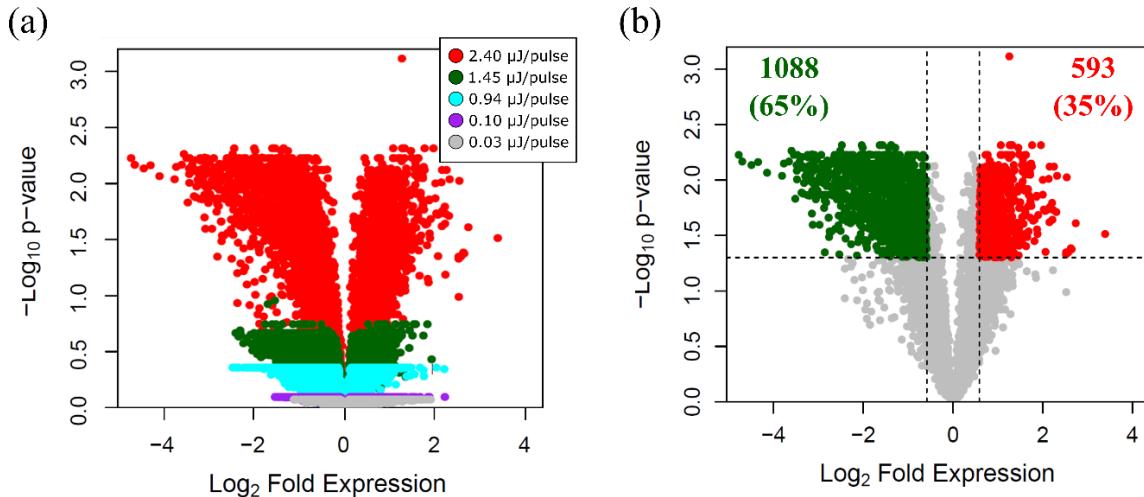 (a)
2.40 µJ/pulse
1.45 µJ/pulse
0.94 µJ/pulse
0.10 µJ/pulse
0.03 µJ/pulse
3.0
2.5
2.0
1.5
1.0
0.5
0.0
−Log₁₀ p−value
−4 −2 0 2 4
Log₂ Fold Expression
(b)
1088
(65%)
593
(35%)
3.0
2.5
2.0
1.5
1.0
0.5
0.0
−Log₁₀ p−value
−4 −2 0 2 4
Log₂ Fold Expression